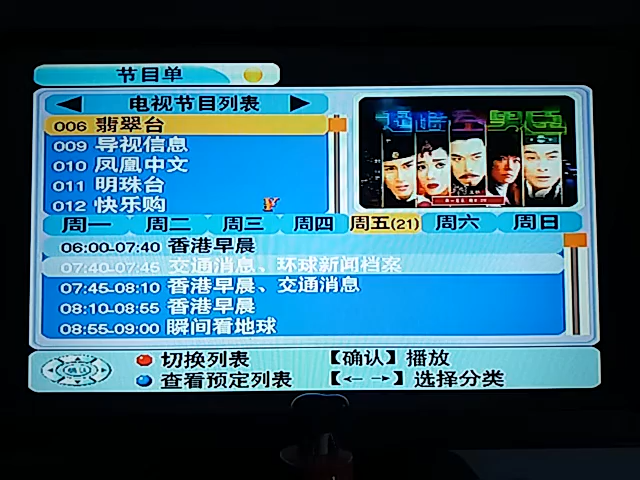 节目单
电视节目列表
006 翡翠台
009 导视信息
010 凤凰中文
011 明珠台
012 快乐购
周一 周二 周三 周四 周五(21) 周六 周日
06:00-07:40 香港早晨
07:40-07:45 交通消息、环球新闻档案
07:45-08:10 香港早晨、交通消息
08:10-08:55 香港早晨
08:55-09:00 瞬间看地球
确认
切换列表 【确认】播放
查看预定列表 【←→】选择分类